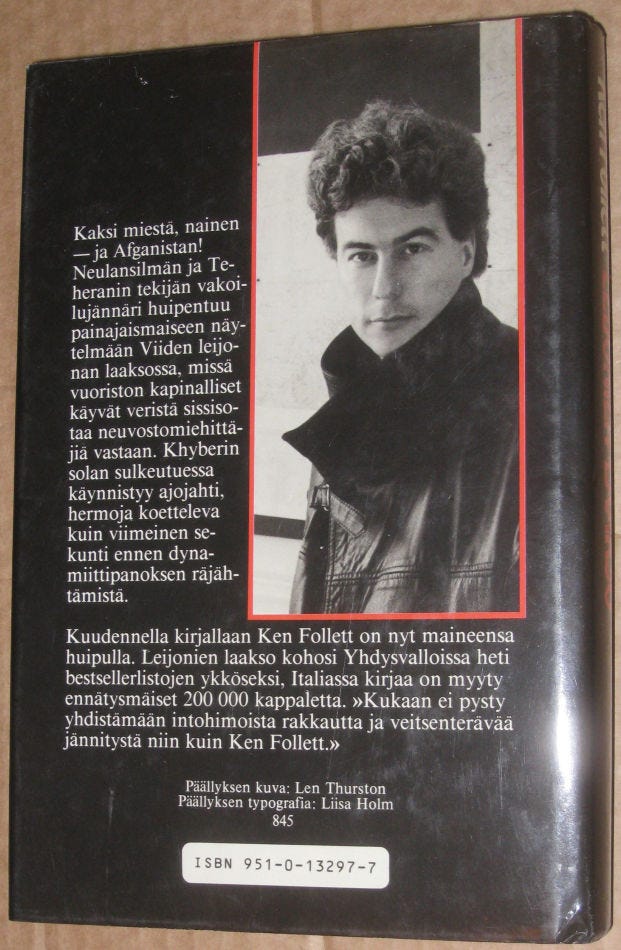 Kaksi miestä, nainen
— ja Afganistan!
Neulansilmän ja Te-
heranin tekijän vakoi-
lujännäri huipentuu
painajaismaiseen näy-
telmään Viiden leijo-
nan laaksossa, missä
vuoriston kapinalliset
käyvät veristä sissiso-
taa neuvostomiehittä-
jiä vastaan. Khyberin
solan sulkeutuessa
käynnistyy ajojahti,
hermoja koetteleva
kuin viimeinen se-
kunti ennen dyna-
miittipanoksen räjäh-
tämistä.
Kuudennella kirjallaan Ken Follett on nyt maineensa
huipulla. Leijonien laakso kohosi Yhdysvalloissa heti
bestsellerlistojen ykköseksi, Italiassa kirjaa on myyty
ennätysmäiset 200 000 kappaletta. »Kukaan ei pysty
yhdistämään intohimoista rakkautta ja veitsenterävää
jännitystä niin kuin Ken Follett.»
Päällyksen kuva: Len Thurston
Päällyksen typografia: Liisa Holm
845
ISBN 951-0-13297-7